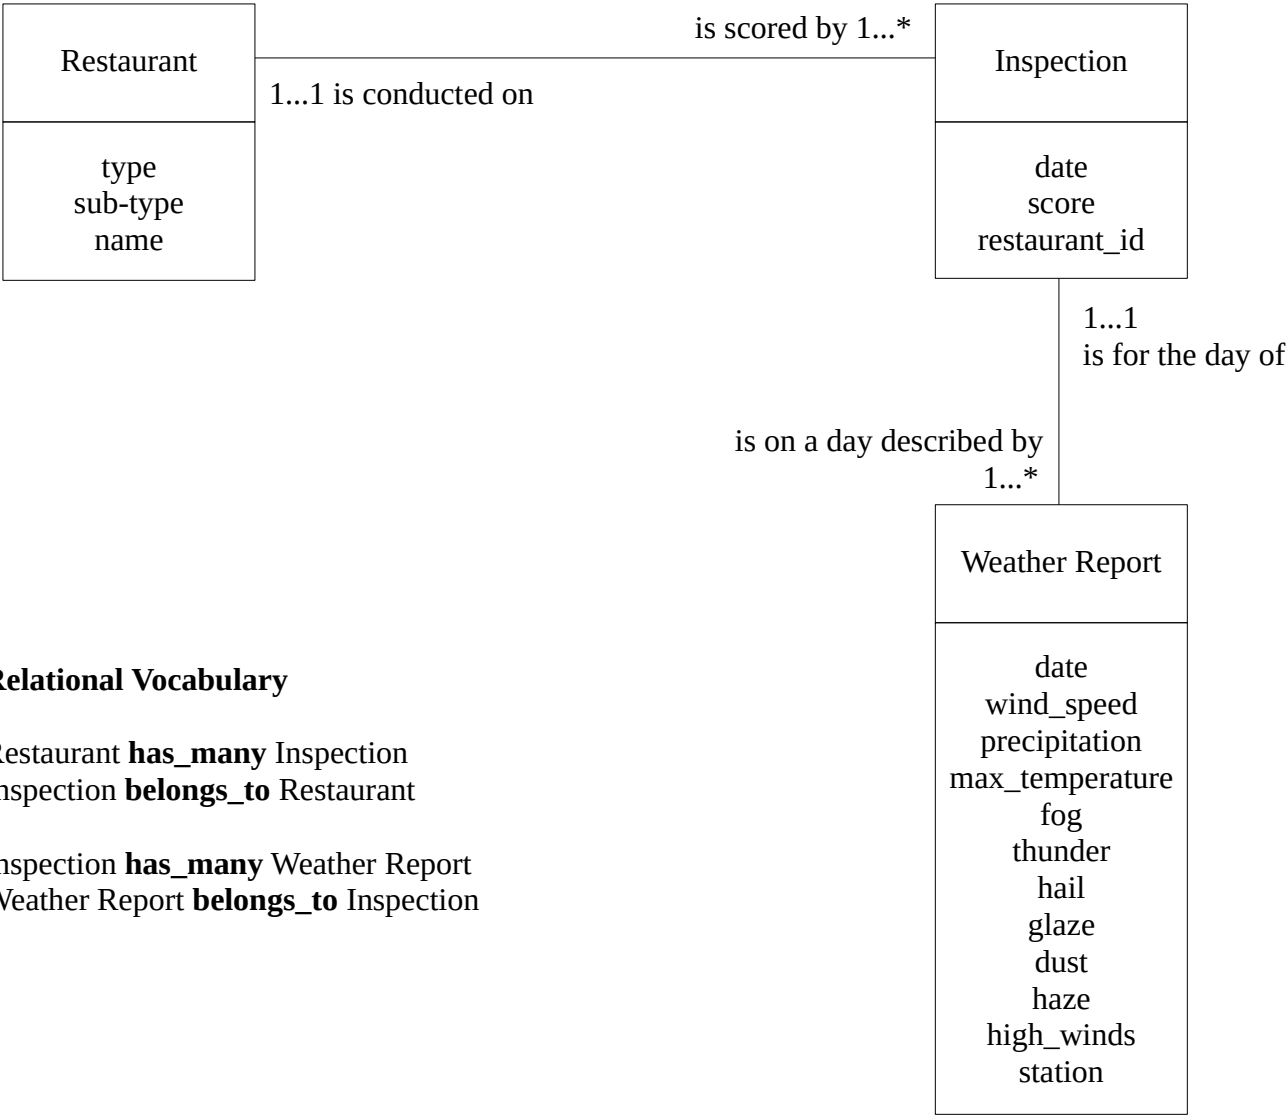 Restaurant
type
sub-type
name
is scored by 1...*
1...1 is conducted on
Inspection
date
score
restaurant_id
1...1
is for the day of
is on a day described by
1...*
Weather Report
date
wind_speed
precipitation
max_temperature
fog
thunder
hail
glaze
dust
haze
high_winds
station
Relational Vocabulary
Restaurant has_many Inspection
Inspection belongs_to Restaurant
Inspection has_many Weather Report
Weather Report belongs_to Inspection